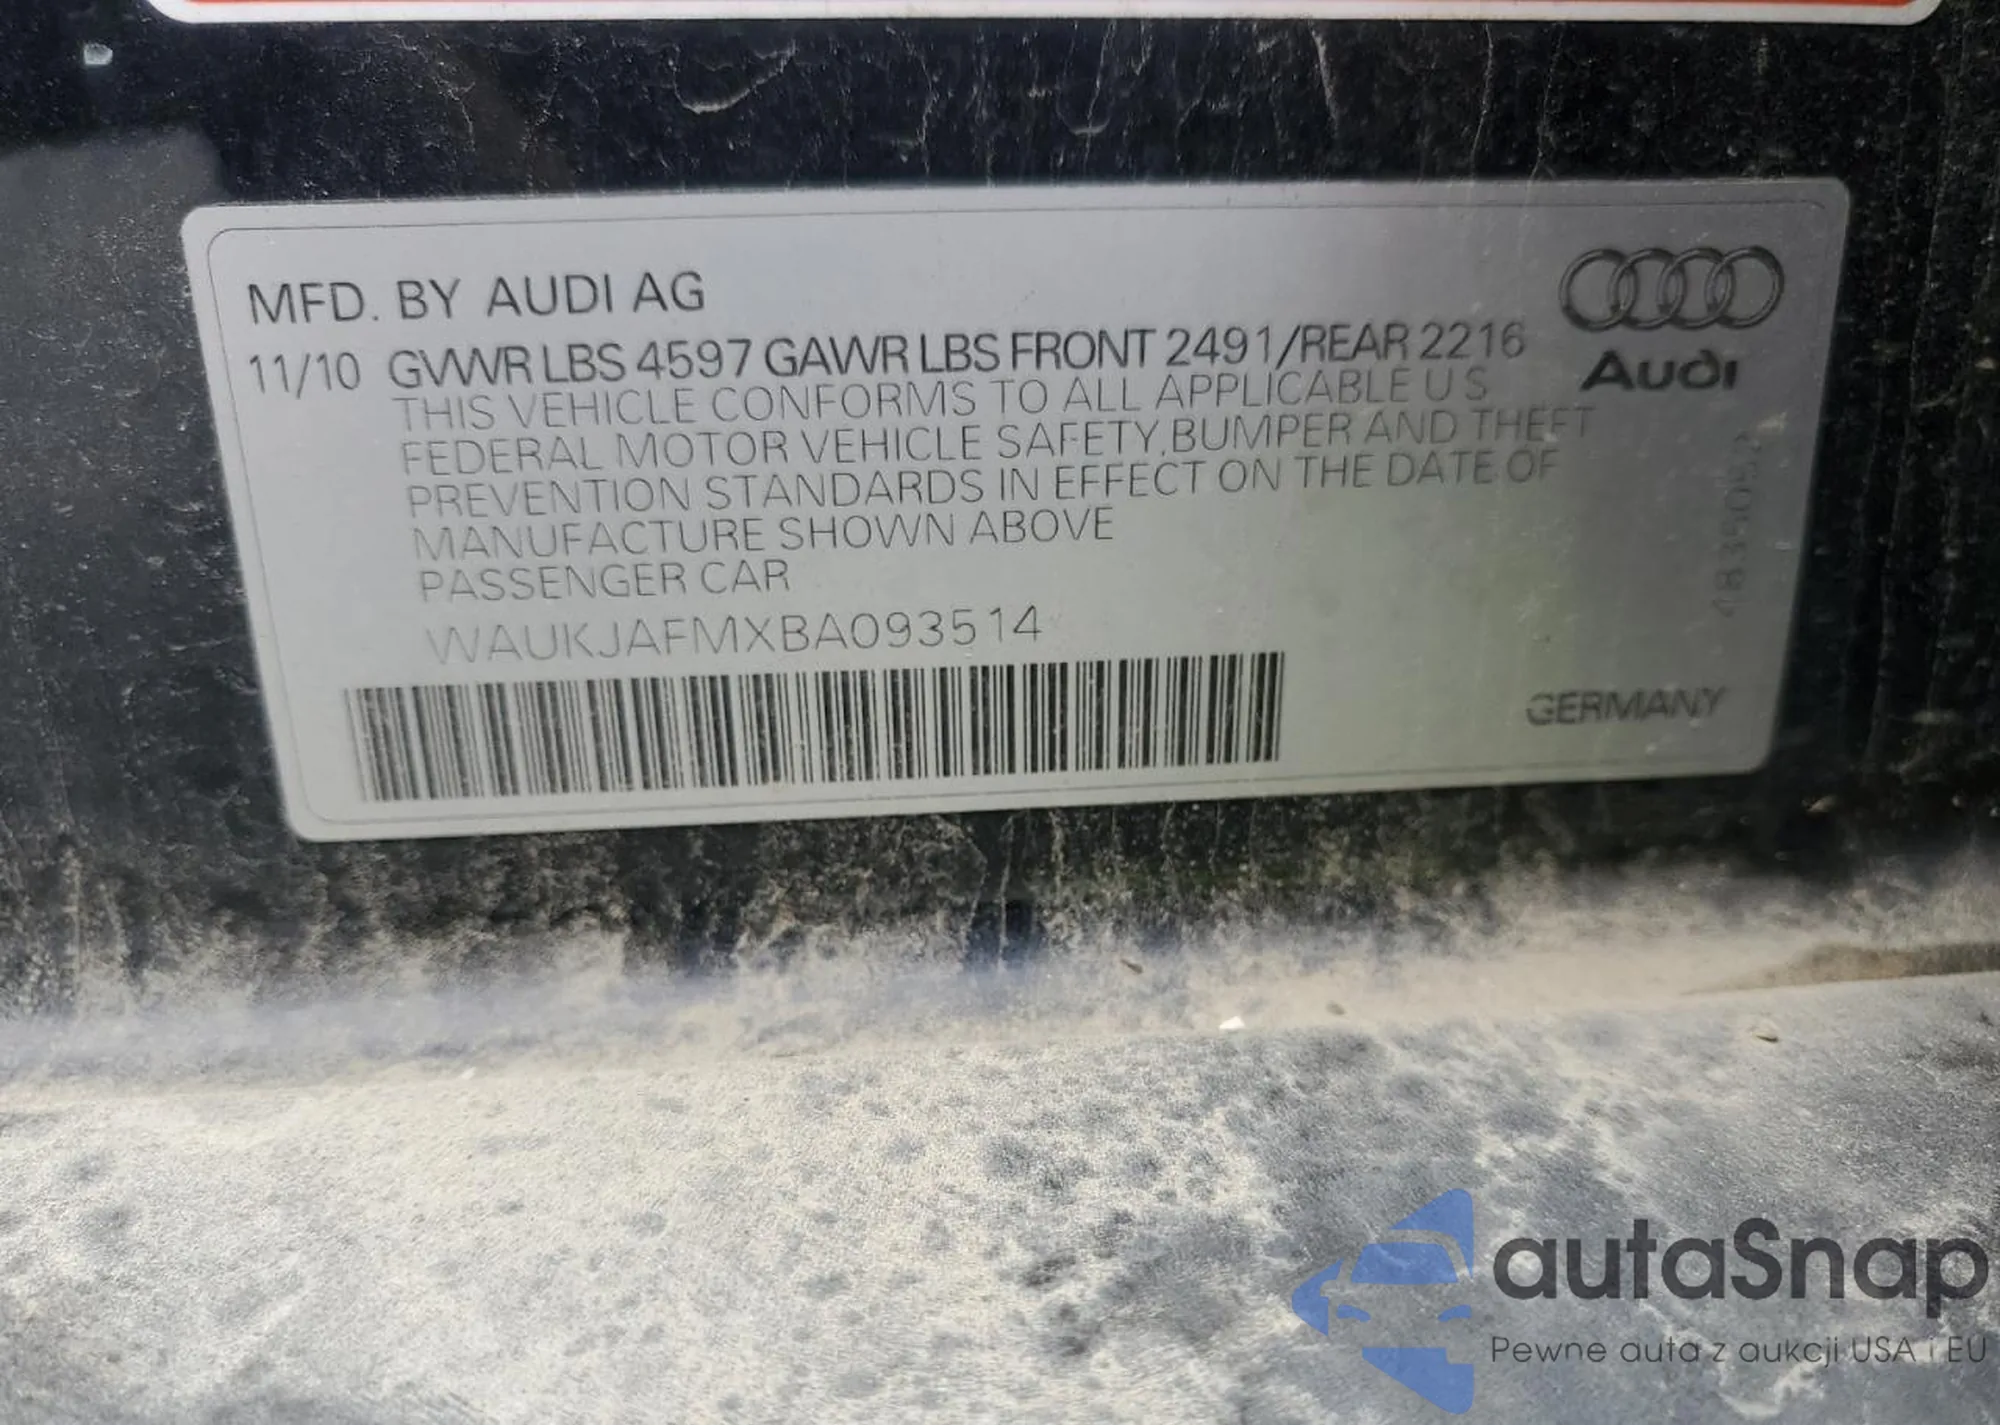 MFD. BY AUDI AG
11/10 GVWR LBS 4597 GAWR LBS FRONT 2491/REAR 2216
THIS VEHICLE CONFORMS TO ALL APPLICABLE U S
FEDERAL MOTOR VEHICLE SAFETY, BUMPER AND THEFT
PREVENTION STANDARDS IN EFFECT ON THE DATE OF
MANUFACTURE SHOWN ABOVE
PASSENGER CAR
WAUKJAFMXBA093514
Audi
GERMANY
autaSnap
Pewne auta z aukcji USA i EU